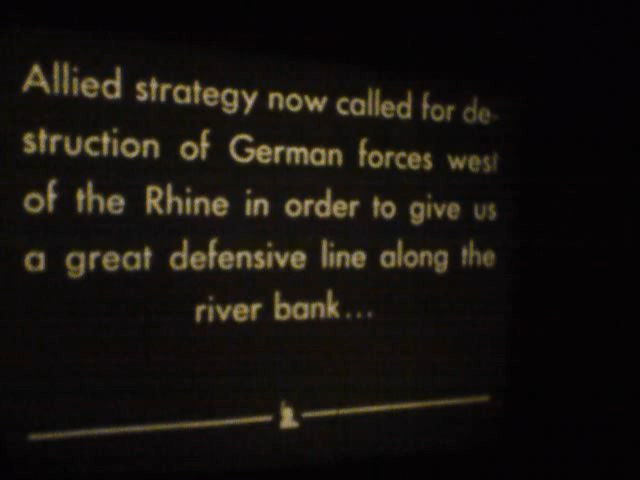 Allied strategy now called for de-
struction of German forces west
of the Rhine in order to give us
a great defensive line along the
river bank...